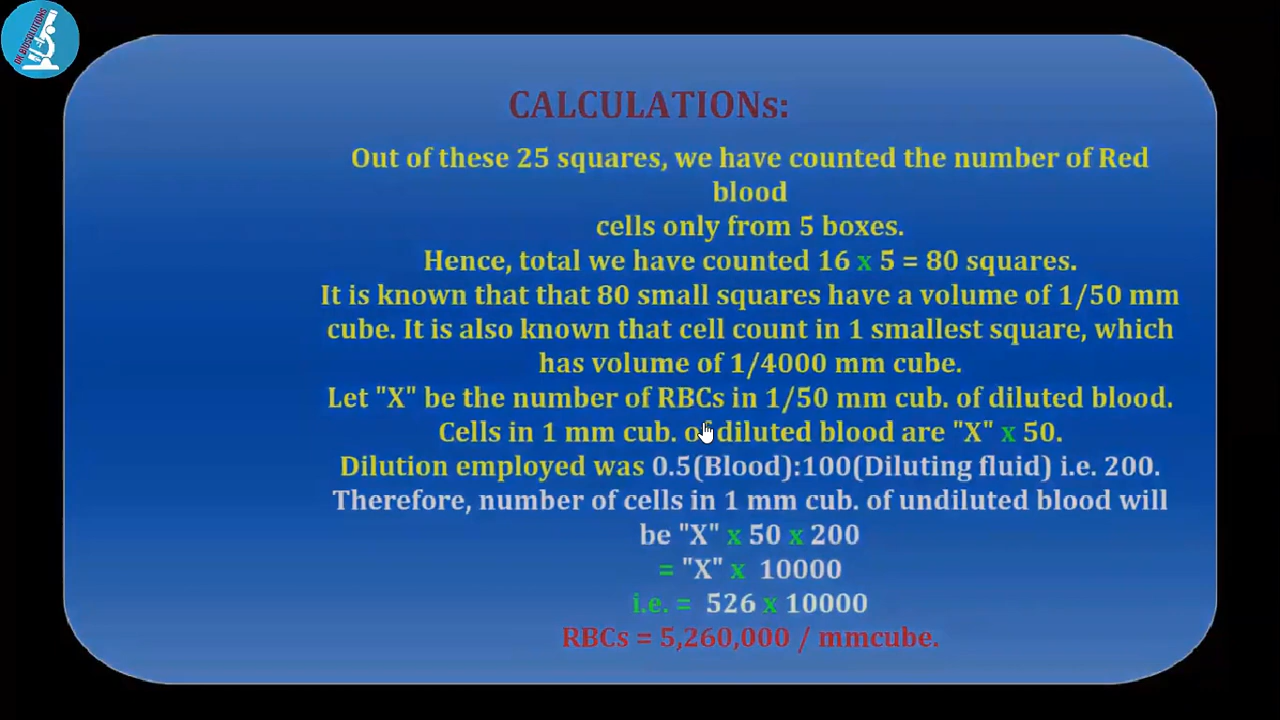 DR BIOSOLUTIONS
CALCULATIONs:
Out of these 25 squares, we have counted the number of Red
blood
cells only from 5 boxes.
Hence, total we have counted 16 x 5 = 80 squares.
It is known that that 80 small squares have a volume of 1/50 mm
cube. It is also known that cell count in 1 smallest square, which
has volume of 1/4000 mm cube.
Let "X" be the number of RBCs in 1/50 mm cub. of diluted blood.
Cells in 1 mm cub. of diluted blood are "X" x 50.
Dilution employed was 0.5(Blood):100(Diluting fluid) i.e. 200.
Therefore, number of cells in 1 mm cub. of undiluted blood will
be "X" x 50 x 200
= "X" x 10000
i.e. = 526 x 10000
RBCs = 5,260,000 / mmcube.